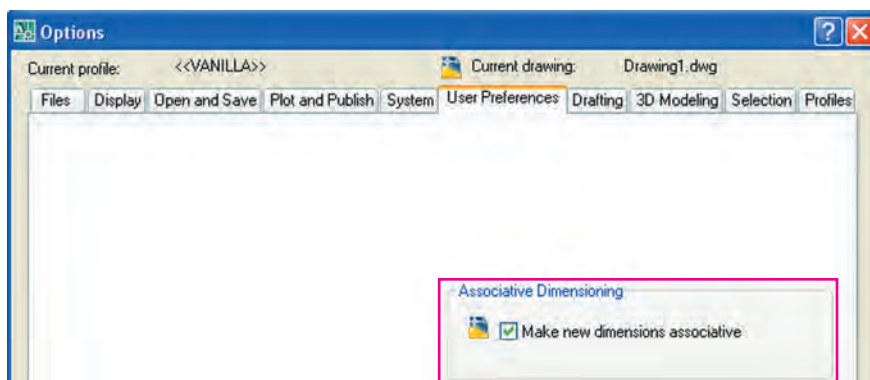 Options
Current profile: <<VANILLA>> Current drawing: Drawing1.dwg
Files Display Open and Save Plot and Publish System User Preferences Drafting 3D Modeling Selection Profiles
Associative Dimensioning
Make new dimensions associative